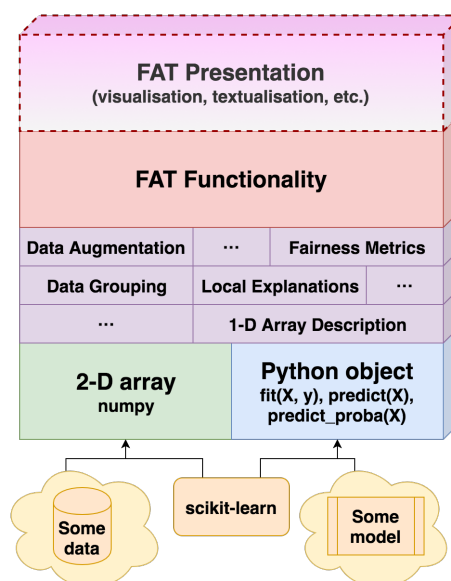 FAT Presentation
(visualisation, textualisation, etc.)
FAT Functionality
Data Augmentation
...
Fairness Metrics
Data Grouping
Local Explanations
...
...
1-D Array Description
2-D array
numpy
Python object
fit(X, y), predict(X),
predict_proba(X)
Some
data
scikit-learn
Some
model